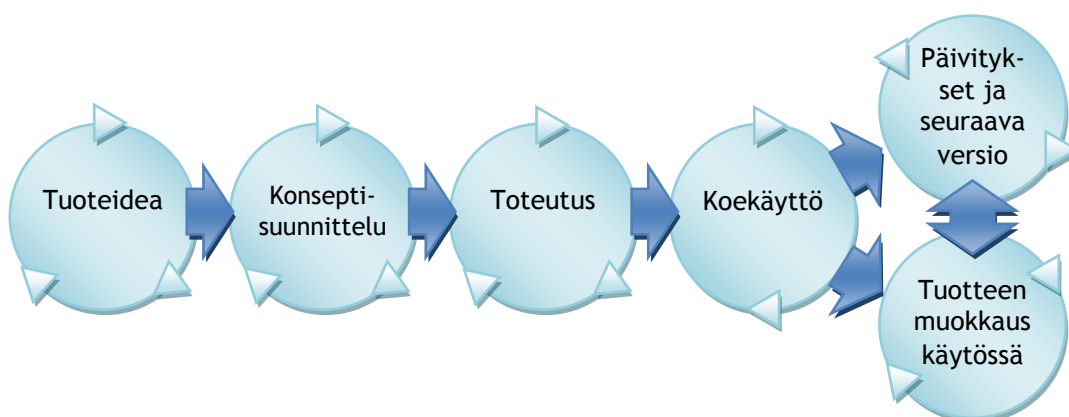 Tuoteidea
Konsepti-
suunnittelu
Toteutus
Koekäyttö
Päivityk-
set ja
seuraava
versio
Tuotteen
muokkaus
käytössä